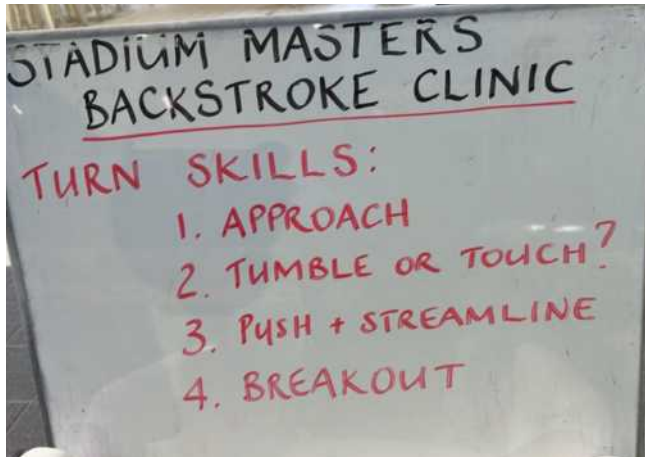 STADIUM MASTERS
BACKSTROKE CLINIC
TURN SKILLS:
1. APPROACH
2. TUMBLE OR TOUCH?
3. PUSH + STREAMLINE
4. BREAKOUT